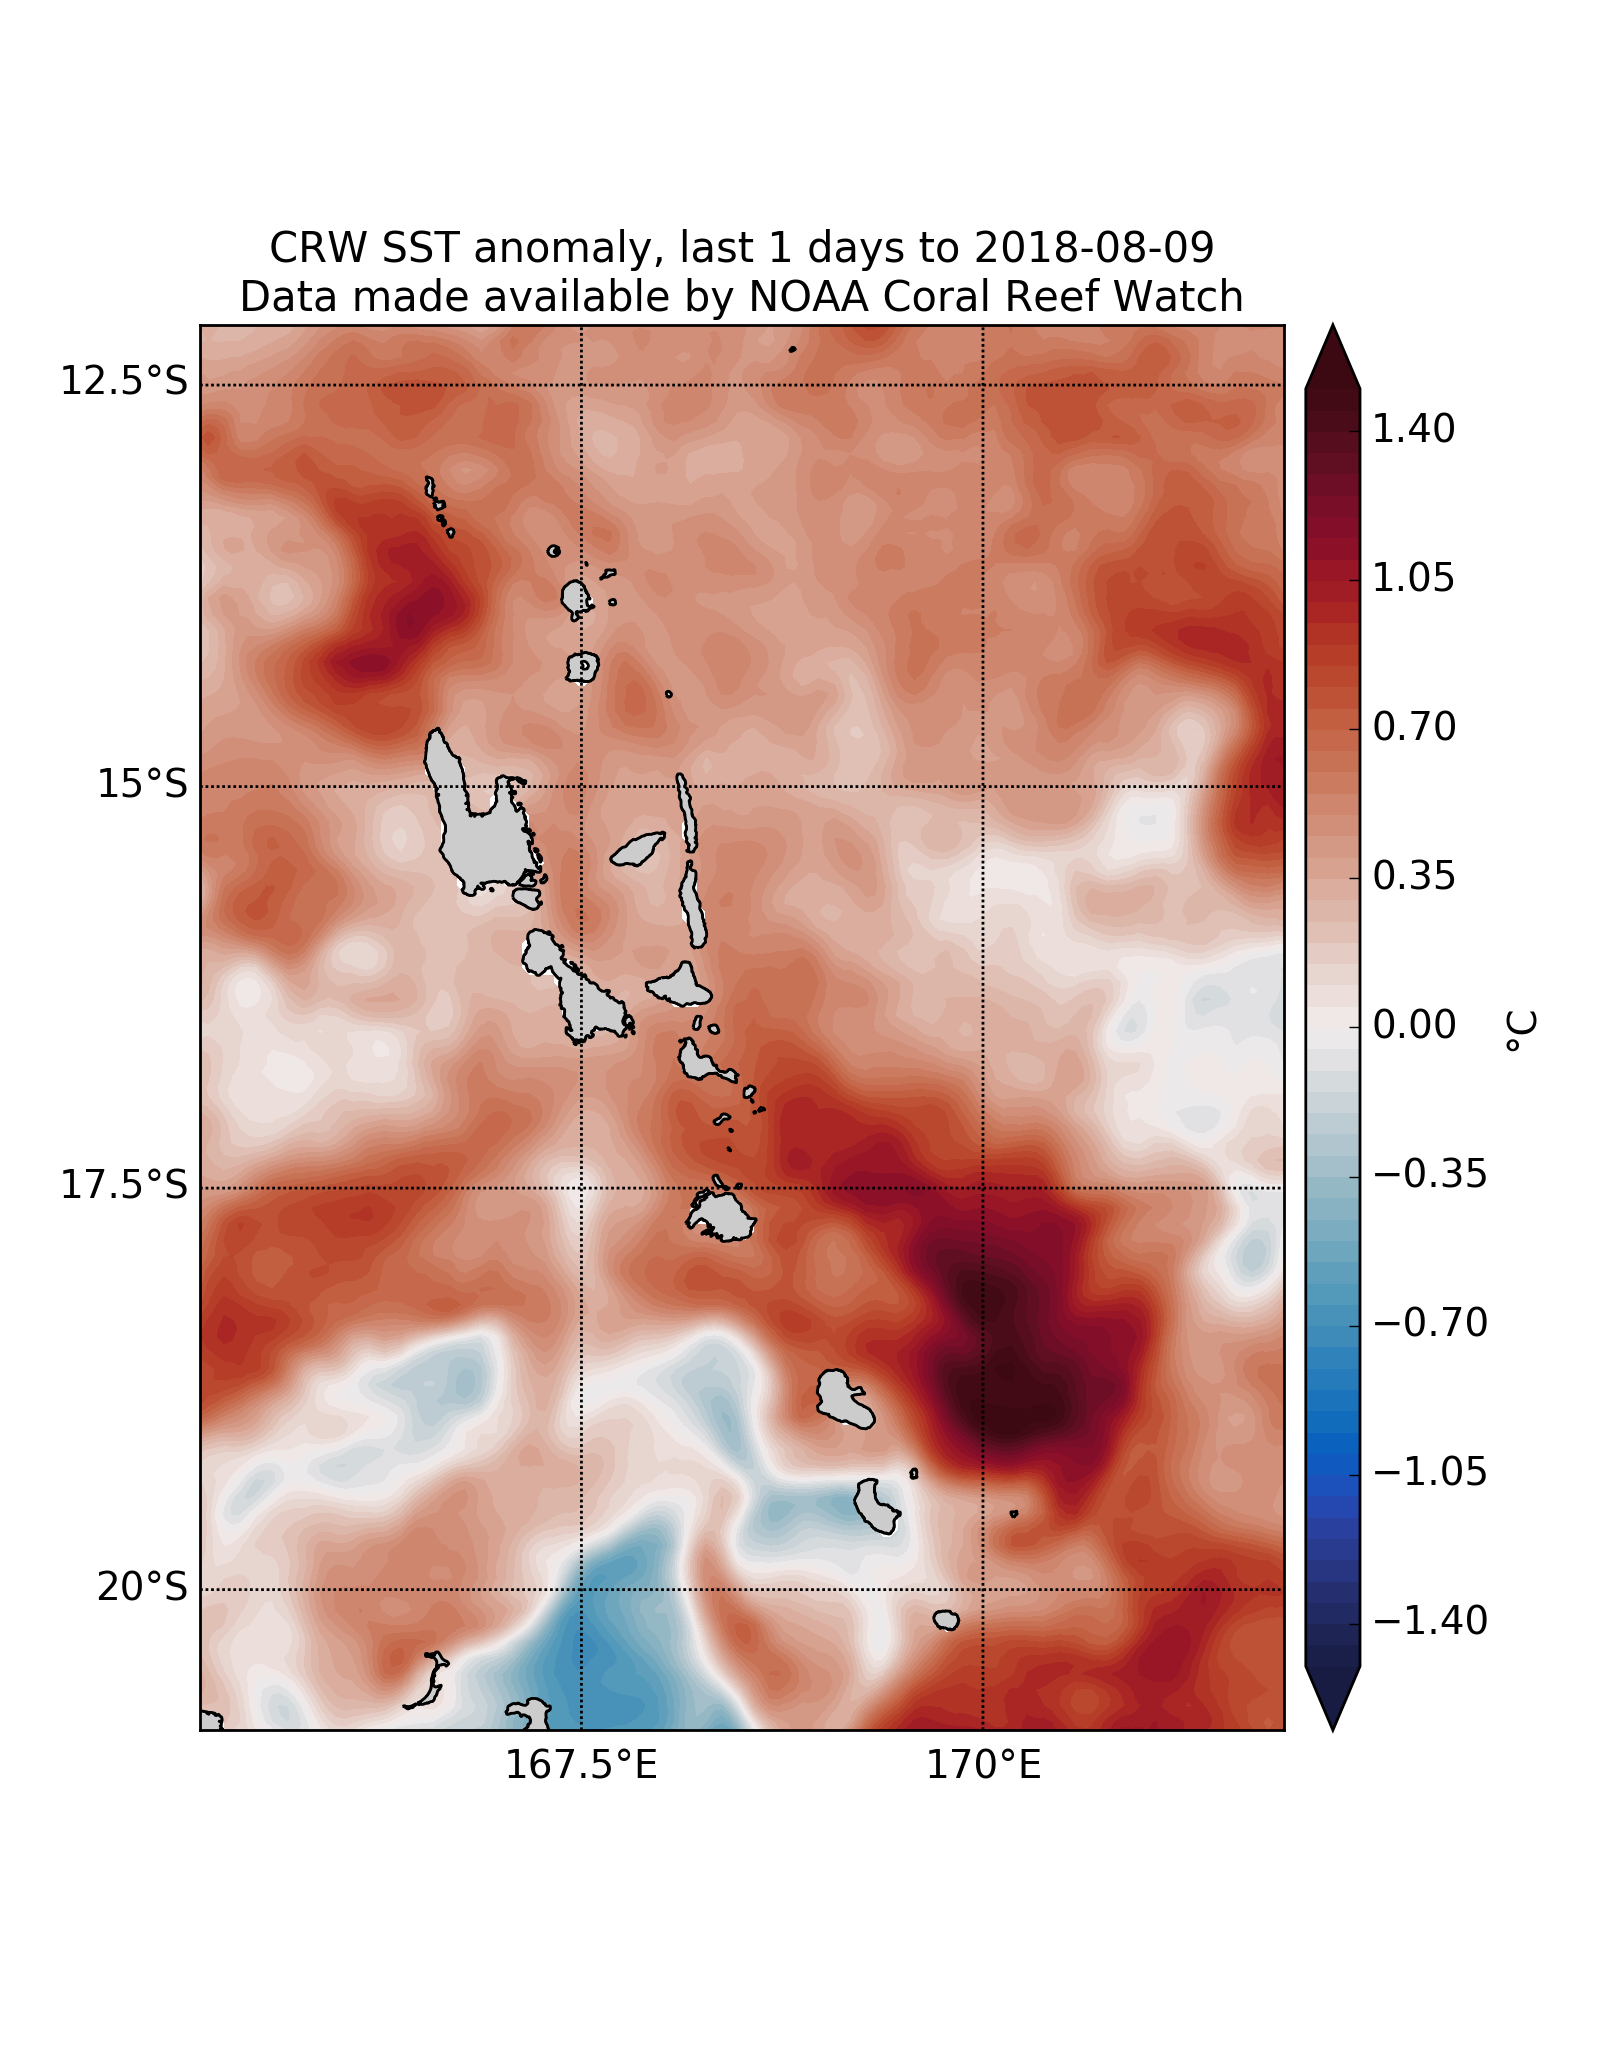 CRW SST anomaly, last 1 days to 2018-08-09
Data made available by NOAA Coral Reef Watch
12.5°S
15°S
17.5°S
20°S
167.5°E
170°E
1.40
1.05
0.70
0.35
0.00
−0.35
−0.70
−1.05
−1.40
°C